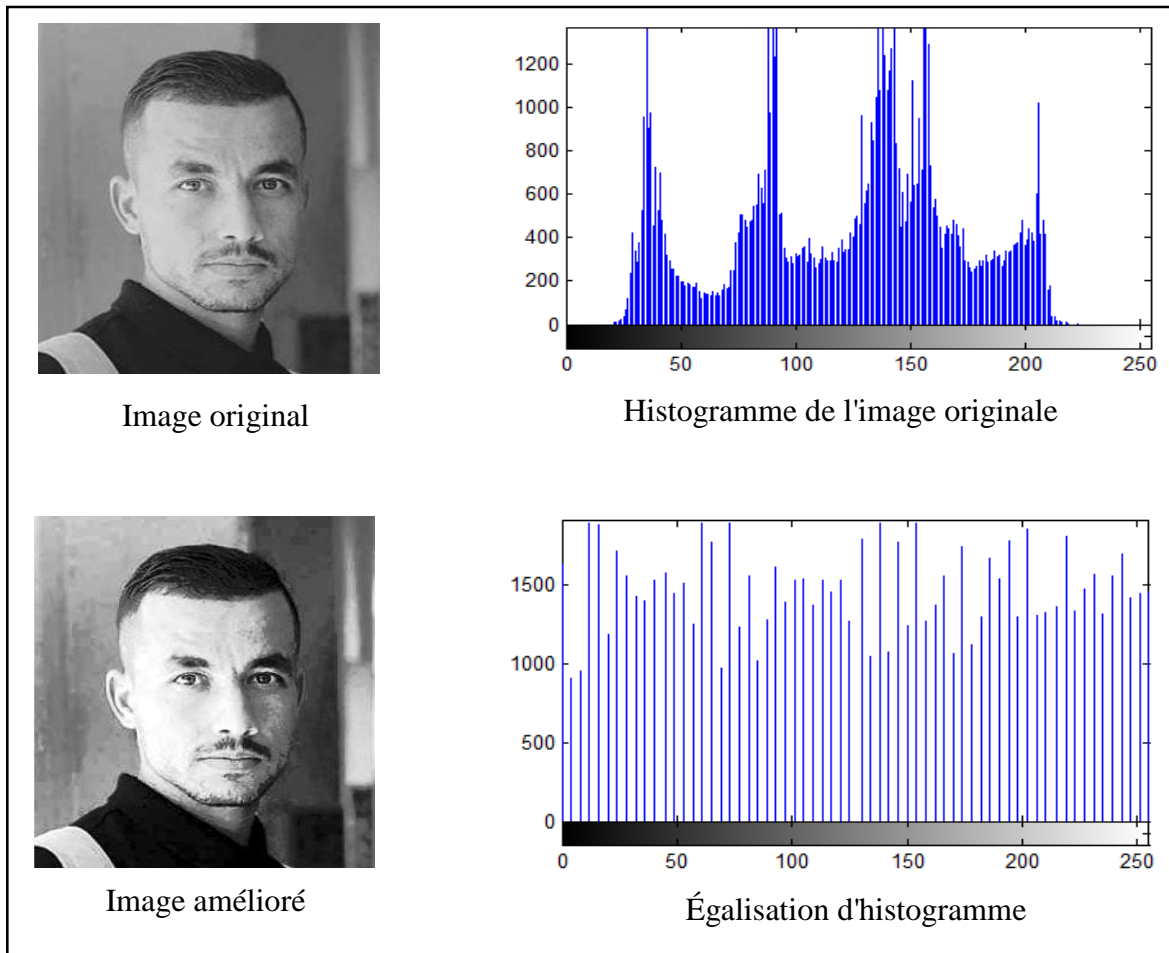 1200
1000
800
600
400
200
0
0 50 100 150 200 250
Image original
Histogramme de l'image originale
1500
1000
500
0
0 50 100 150 200 250
Image amélioré
Égalisation d'histogramme